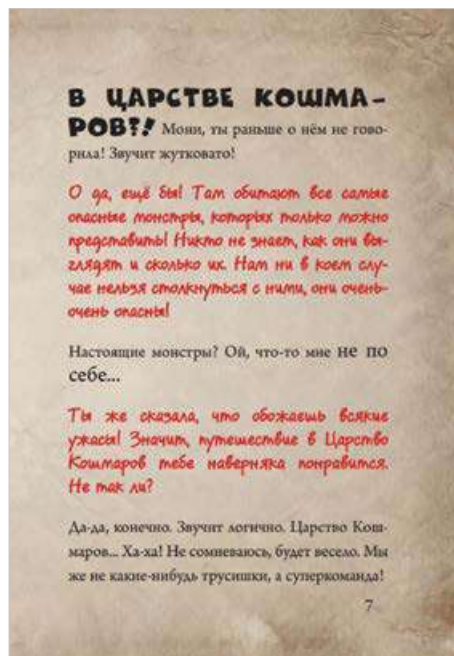 В ЦАРСТВЕ КОШМА-
РОВ?! Мони, ты раньше о нём не гово-
рила! Звучит жутковато!
О да, ещё бы! Там обитают все самые
опасные монстры, которых только можно
представить! Никто не знает, как они вы-
глядят и сколько их. Нам ни в коем слу-
чае нельзя столкнуться с ними, они очень-
очень опасны!
Настоящие монстры? Ой, что-то мне не по
себе...
Ты же сказала, что обожаешь всякие
ужасы! Значит, путешествие в Царство
Кошмаров тебе наверняка понравится.
Не так ли?
Да-да, конечно. Звучит логично. Царство Кош-
маров... Ха-ха! Не сомневаюсь, будет весело. Мы
же не какие-нибудь трусишки, а суперкоманда!
7